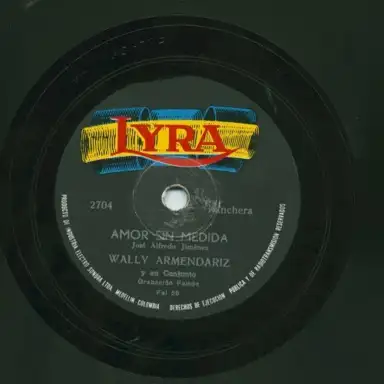 LYRA
2704
Ranchera
AMOR SIN MEDIDA
José Alfredo Jiménez
WALLY ARMENDARIZ
y su Conjunto
PRODUCTO DE INDUSTRIA ELECTRO SONORA LTDA. MEDELLIN COLOMBIA DERECHOS DE EJECUCION PUBLICA Y DE RADIOTRANSMISION RESERVADOS